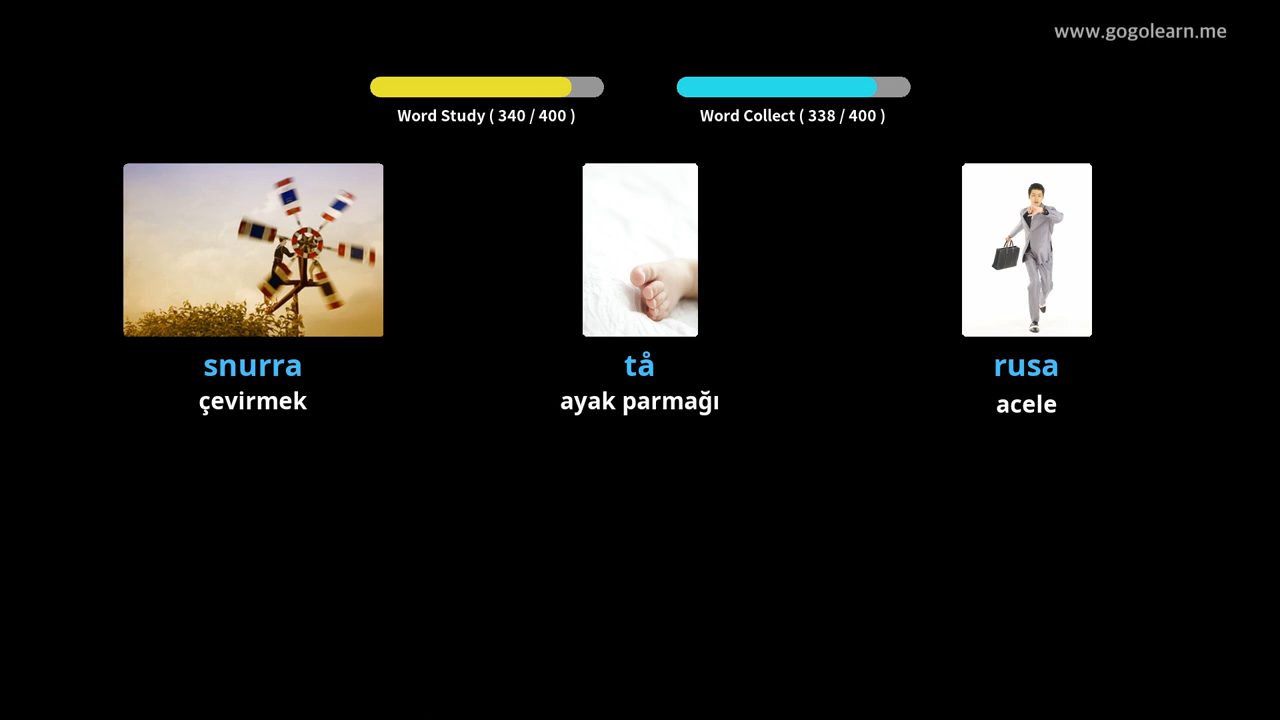 www.gogolearn.me
Word Study ( 340 / 400 )
Word Collect ( 338 / 400 )
snurra
çevirmek
tå
ayak parmağı
rusa
acele